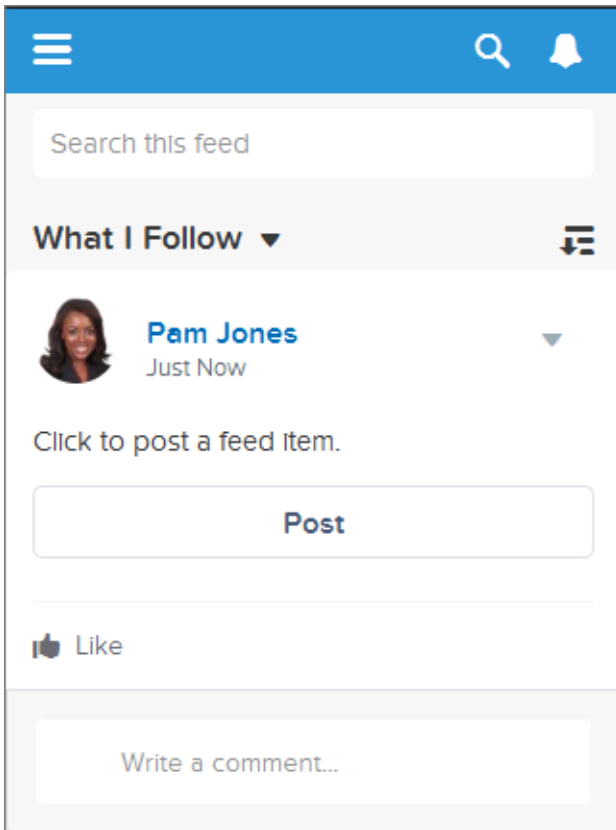 Search this feed
What I Follow
Pam Jones
Just Now
Click to post a feed item.
Post
Like
Write a comment...